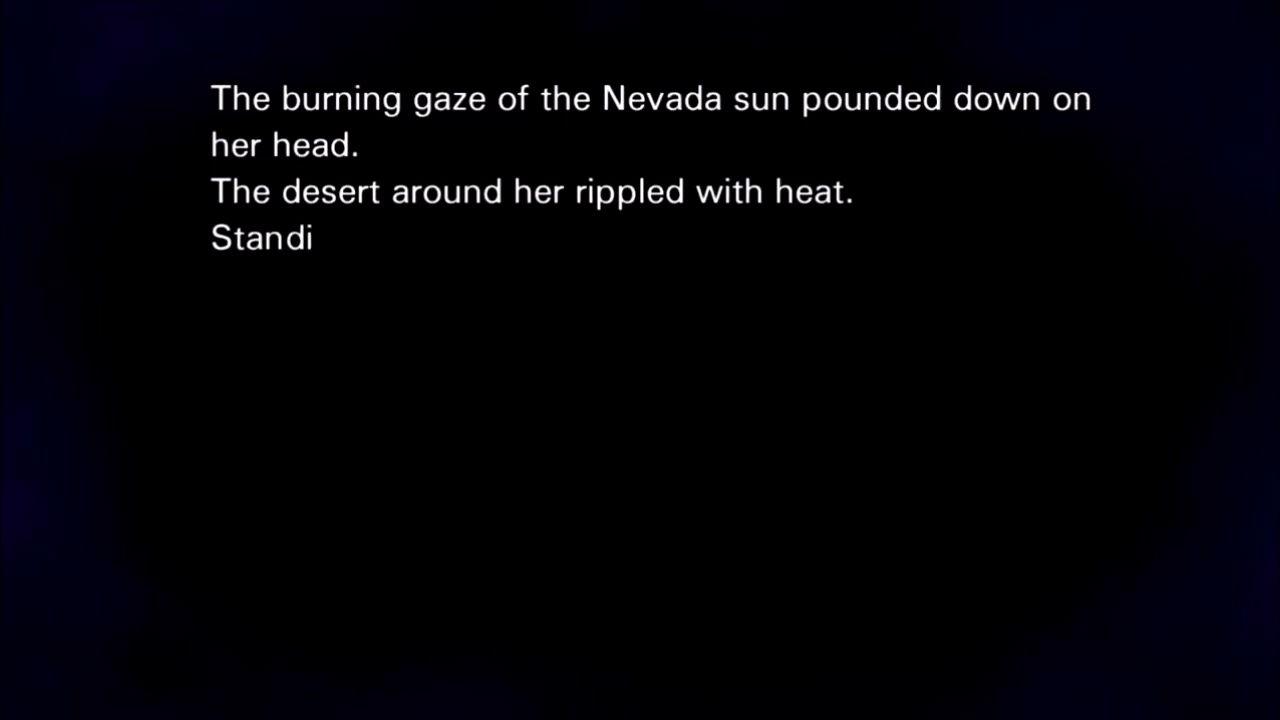 The burning gaze of the Nevada sun pounded down on
her head.
The desert around her rippled with heat.
Standi